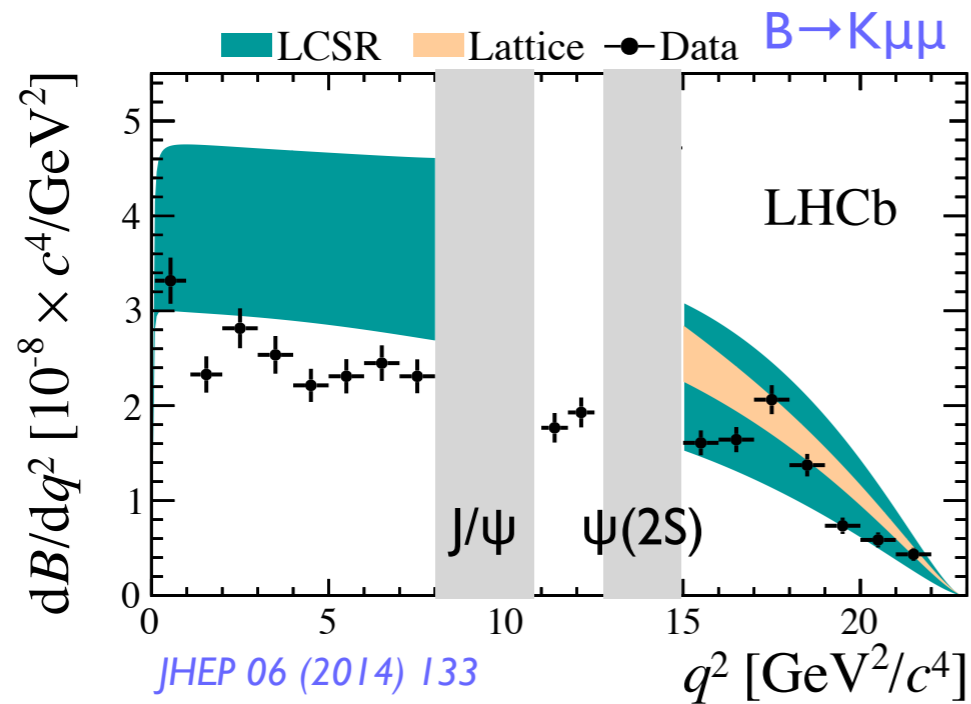 LCSR Lattice Data B→Kμμ
dB/dq² [10⁻⁸ × c⁴/GeV²]
5
4
3
2
1
0
LHCb
J/ψ ψ(2S)
0 5 10 15 20
JHEP 06 (2014) 133 q² [GeV²/c⁴]